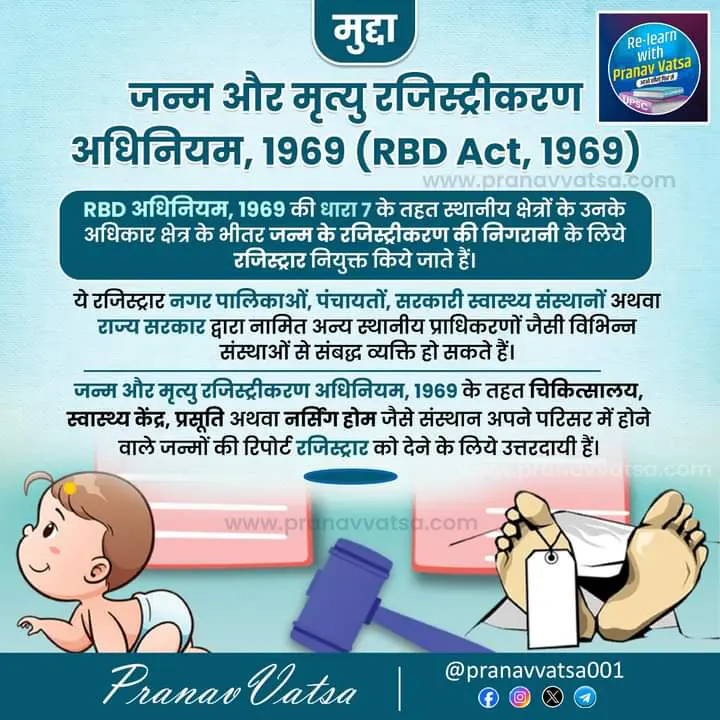 मुद्दा
Re-learn
with
Pranav Vatsa
UPSC
जन्म और मृत्यु रजिस्ट्रीकरण
अधिनियम, 1969 (RBD Act, 1969)
www.pranavvatsa.com
RBD अधिनियम, 1969 की धारा 7 के तहत स्थानीय क्षेत्रों के उनके
अधिकार क्षेत्र के भीतर जन्म के रजिस्ट्रीकरण की निगरानी के लिये
रजिस्ट्रार नियुक्त किये जाते हैं।
ये रजिस्ट्रार नगर पालिकाओं, पंचायतों, सरकारी स्वास्थ्य संस्थानों अथवा
राज्य सरकार द्वारा नामित अन्य स्थानीय प्राधिकरणों जैसी विभिन्न
संस्थाओं से संबद्ध व्यक्ति हो सकते हैं।
जन्म और मृत्यु रजिस्ट्रीकरण अधिनियम, 1969 के तहत चिकित्सालय,
स्वास्थ्य केंद्र, प्रसूति अथवा नर्सिंग होम जैसे संस्थान अपने परिसर में होने
वाले जन्मों की रिपोर्ट रजिस्ट्रार को देने के लिये उत्तरदायी हैं।
www.pranavvatsa.com
www.pranavvatsa.com
Pranav Vatsa
@pranavvatsa001